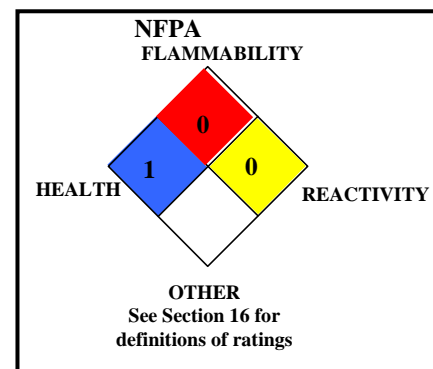 NFPA
FLAMMABILITY
0
1
0
HEALTH
REACTIVITY
OTHER
See Section 16 for
definitions of ratings